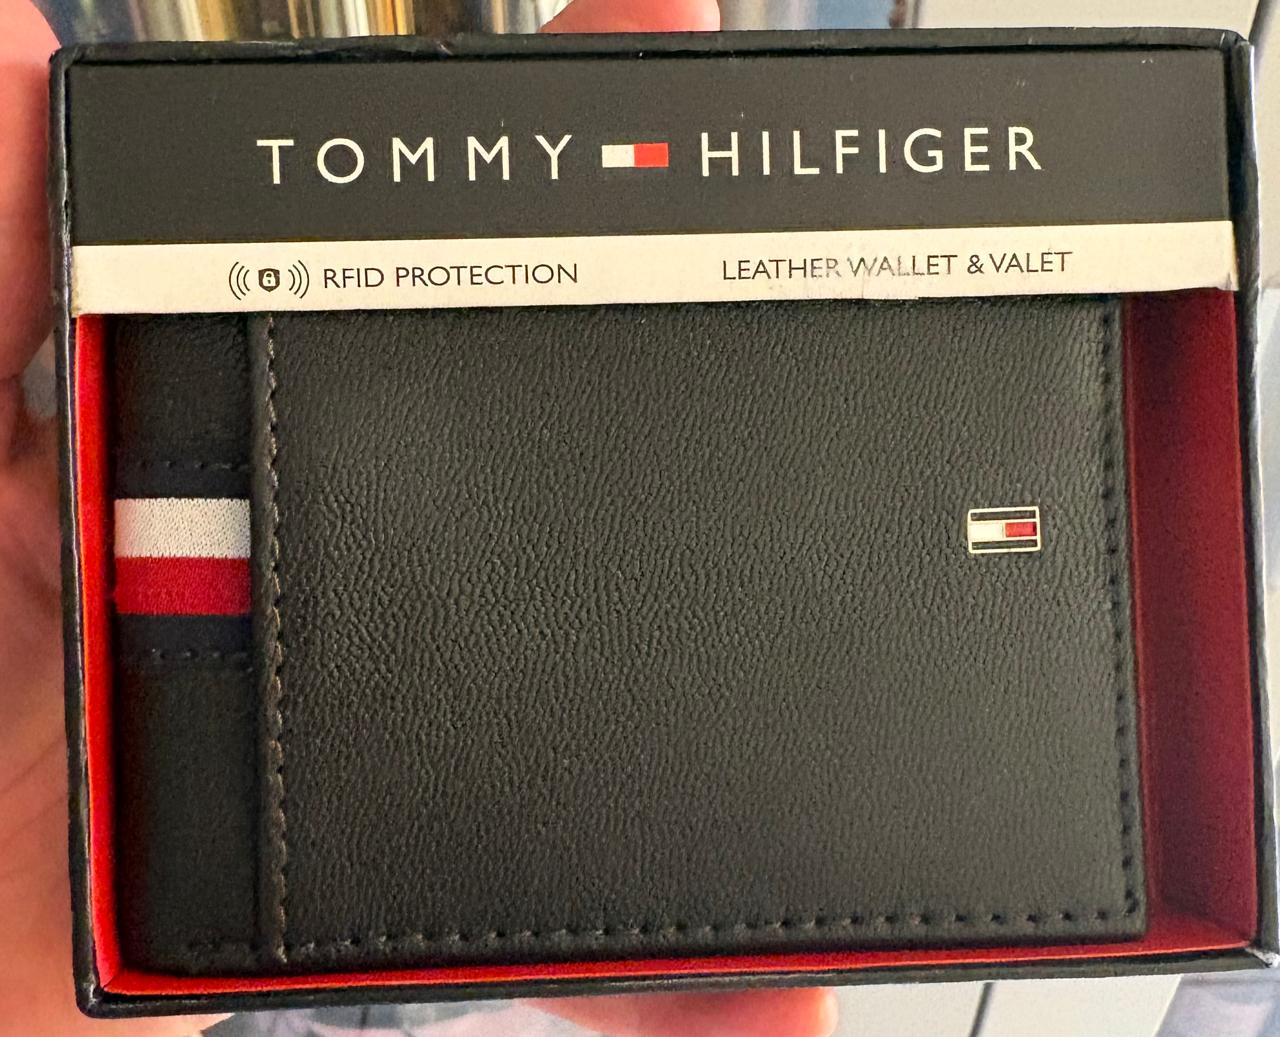 TOMMY HILFIGER
RFID PROTECTION
LEATHER WALLET & VALET